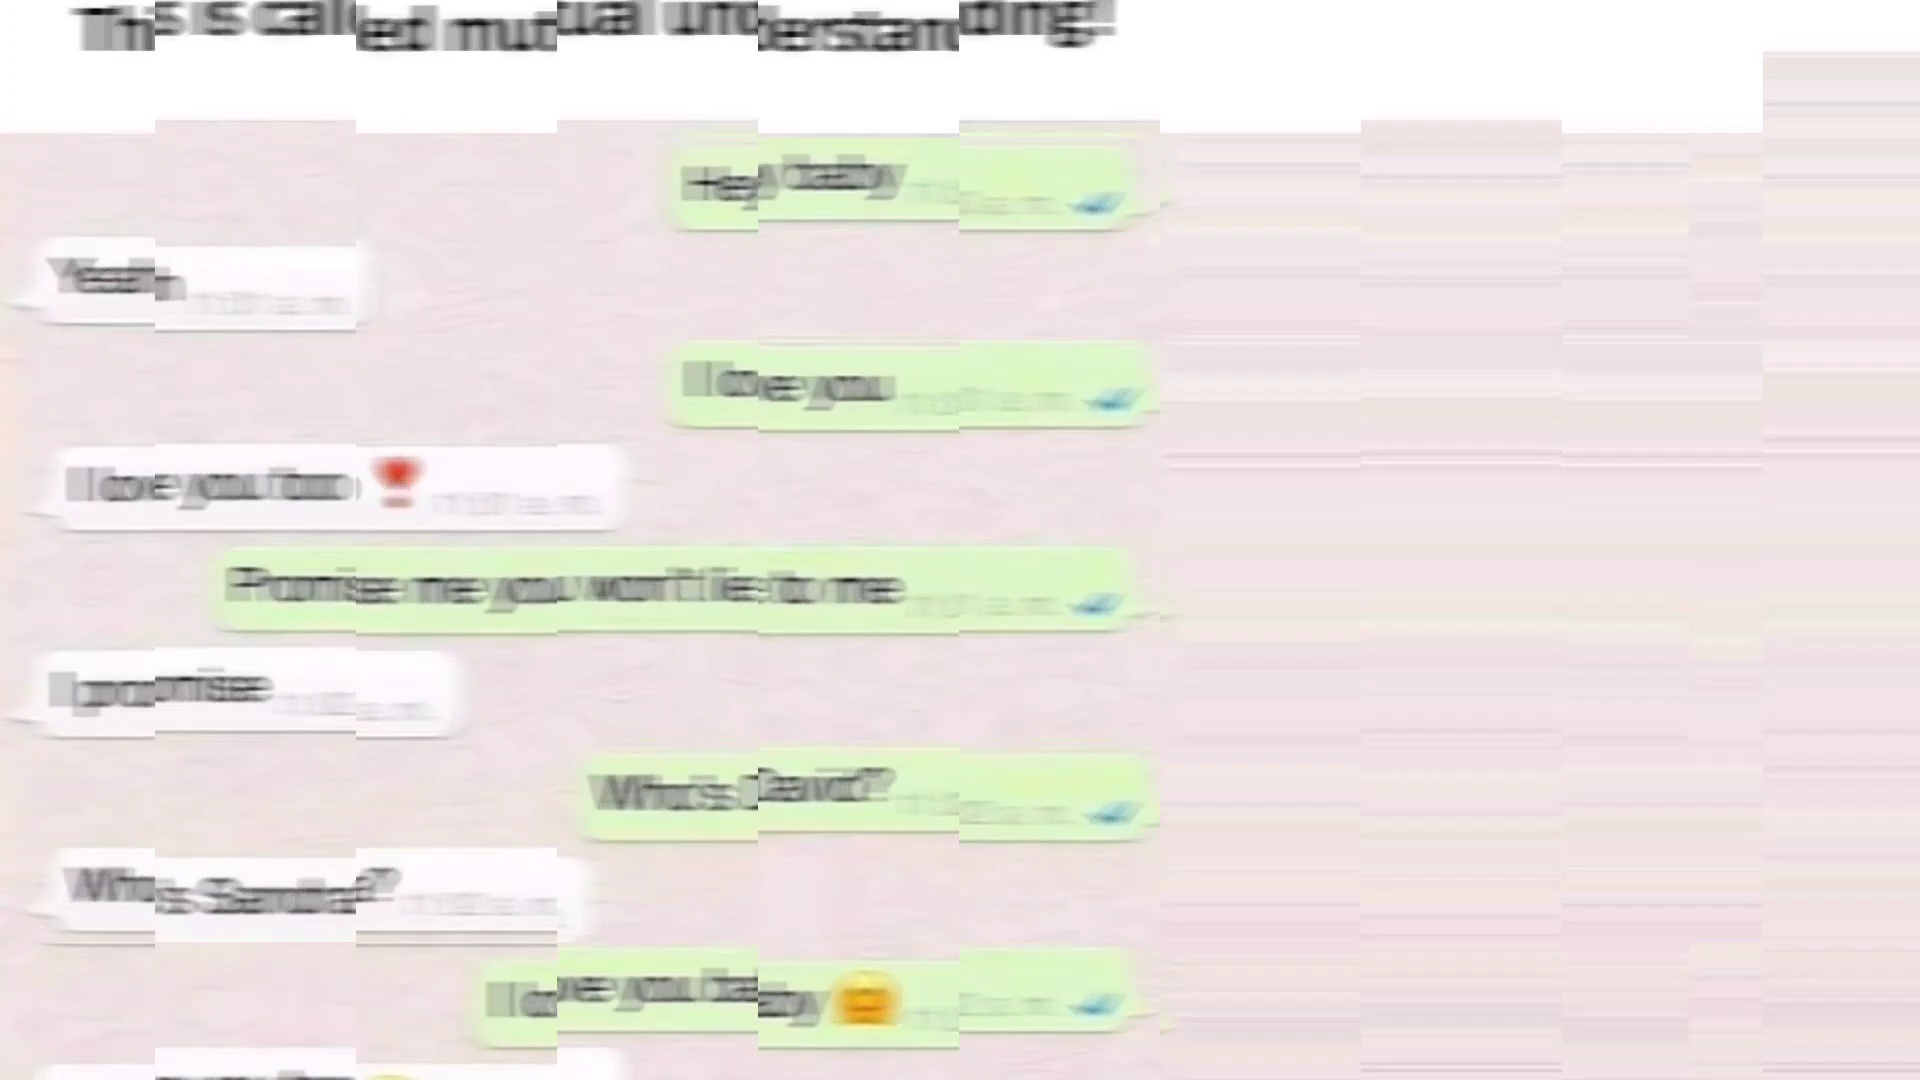 This is called mutual understanding!
Hey baby
Yeah
I love you
I love you too
Promise me you won't lie to me
I promise
Who's David?
Who's Sandra?
I love you baby